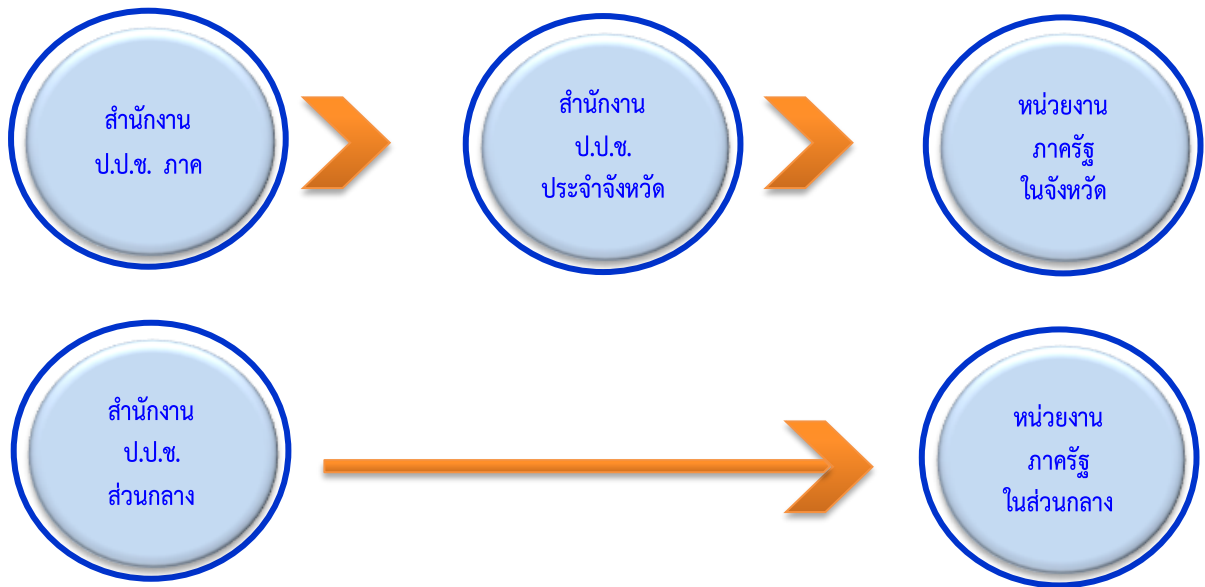 สำนักงาน
ป.ป.ช. ภาค
สำนักงาน
ป.ป.ช.
ประจำจังหวัด
หน่วยงาน
ภาครัฐ
ในจังหวัด
สำนักงาน
ป.ป.ช.
ส่วนกลาง
หน่วยงาน
ภาครัฐ
ในส่วนกลาง